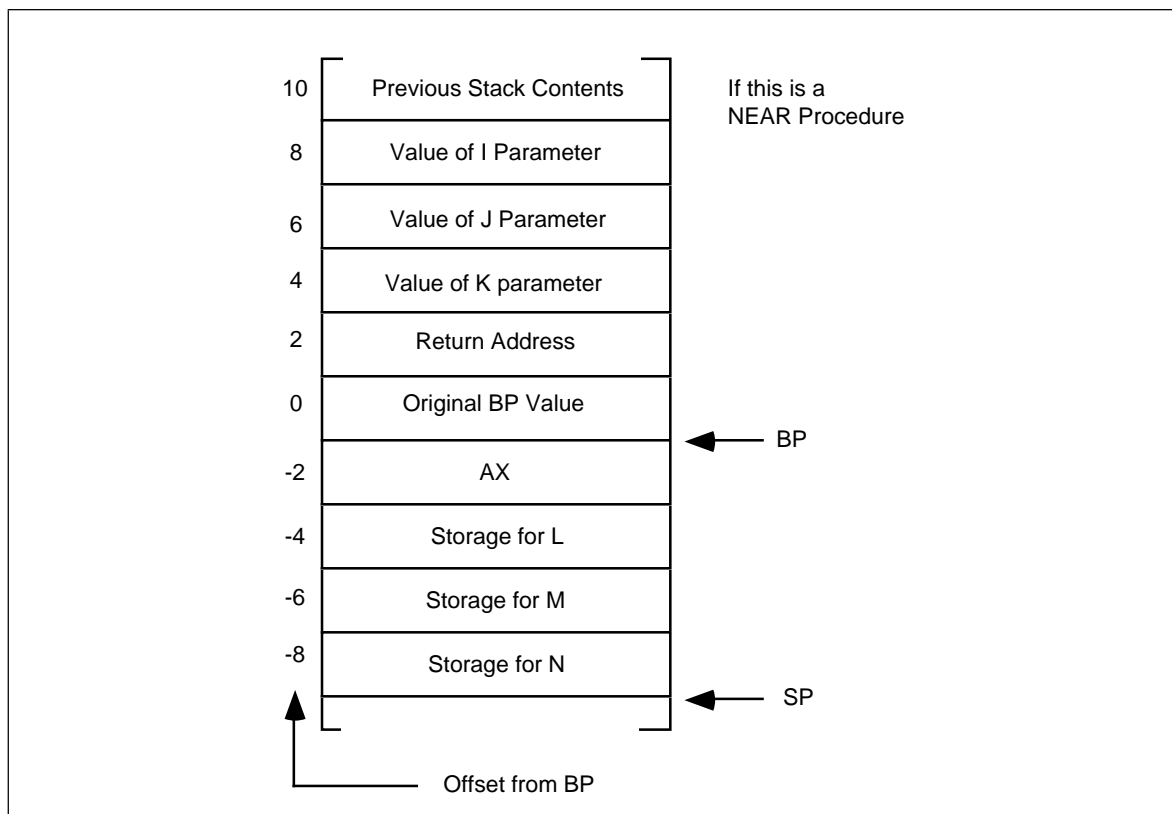 10 Previous Stack Contents
If this is a
NEAR Procedure
8 Value of I Parameter
6 Value of J Parameter
4 Value of K parameter
2 Return Address
0 Original BP Value
BP
-2 AX
-4 Storage for L
-6 Storage for M
-8 Storage for N
SP
Offset from BP